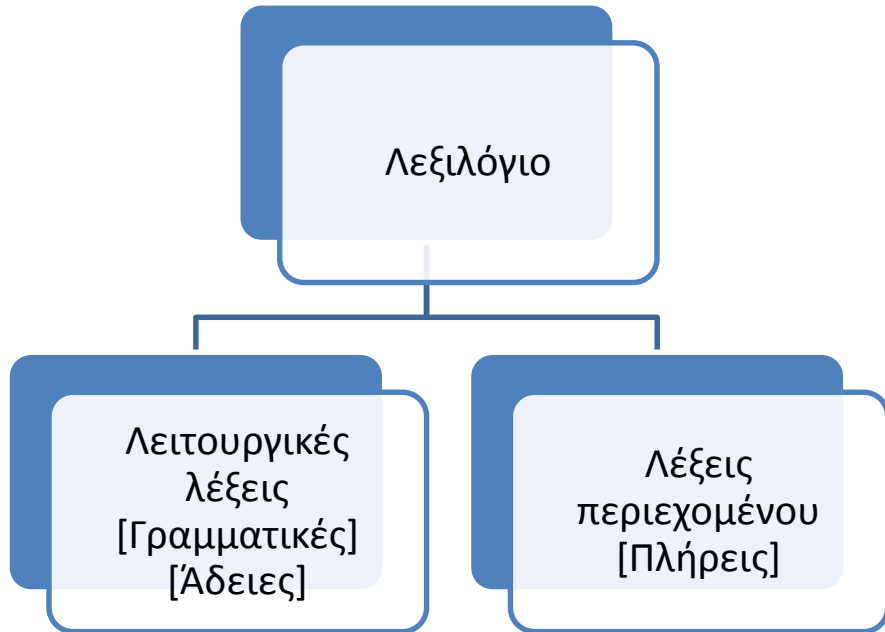 Λεξιλόγιο
Λειτουργικές
λέξεις
[Γραμματικές]
[Άδειες]
Λέξεις
περιεχομένου
[Πλήρεις]